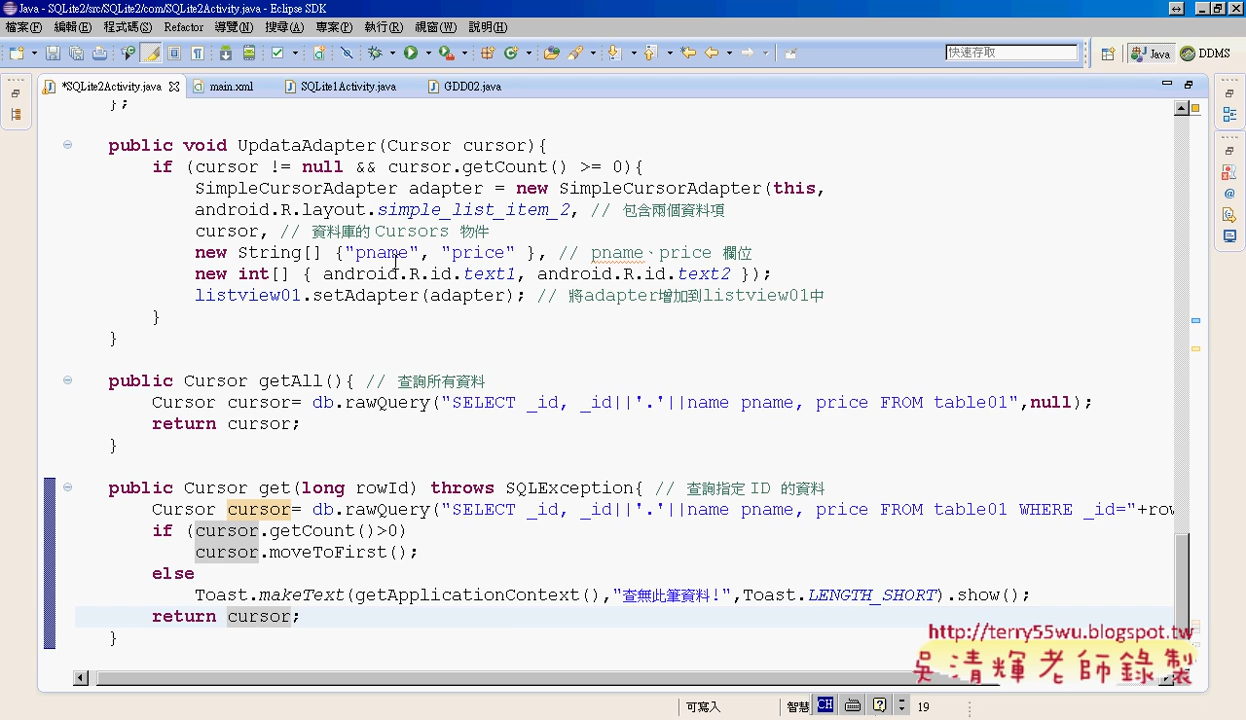 Java - SQLite2/src/SQLite2/com/SQLite2Activity.java - Eclipse SDK
檔案(F) 編輯(E) 程式碼(S) Refactor 導覽(N) 搜尋(A) 專案(P) 執行(R) 視窗(W) 說明(H)
快速存取 Java DDMS
*SQLite2Activity.java main.xml SQLite1Activity.java GDD02.java
};
public void UpdataAdapter(Cursor cursor){
if (cursor != null && cursor.getCount() >= 0){
SimpleCursorAdapter adapter = new SimpleCursorAdapter(this,
android.R.layout.simple_list_item_2, // 包含兩個資料項
cursor, // 資料庫的 Cursors 物件
new String[] {"pname", "price" }, // pname、price 欄位
new int[] { android.R.id.text1, android.R.id.text2 });
listview01.setAdapter(adapter); // 將adapter增加到listview01中
}
}
public Cursor getAll(){ // 查詢所有資料
Cursor cursor= db.rawQuery("SELECT _id, _id||'.'||name pname, price FROM table01",null);
return cursor;
}
public Cursor get(long rowId) throws SQLException{ // 查詢指定 ID 的資料
Cursor cursor= db.rawQuery("SELECT _id, _id||'.'||name pname, price FROM table01 WHERE _id="+row
if (cursor.getCount()>0)
cursor.moveToFirst();
else
Toast.makeText(getApplicationContext(),"查無此筆資料!",Toast.LENGTH_SHORT).show();
return cursor;
}
http://terry55wu.blogspot.tw
吳清輝老師錄製
可寫入 智慧 CH 19